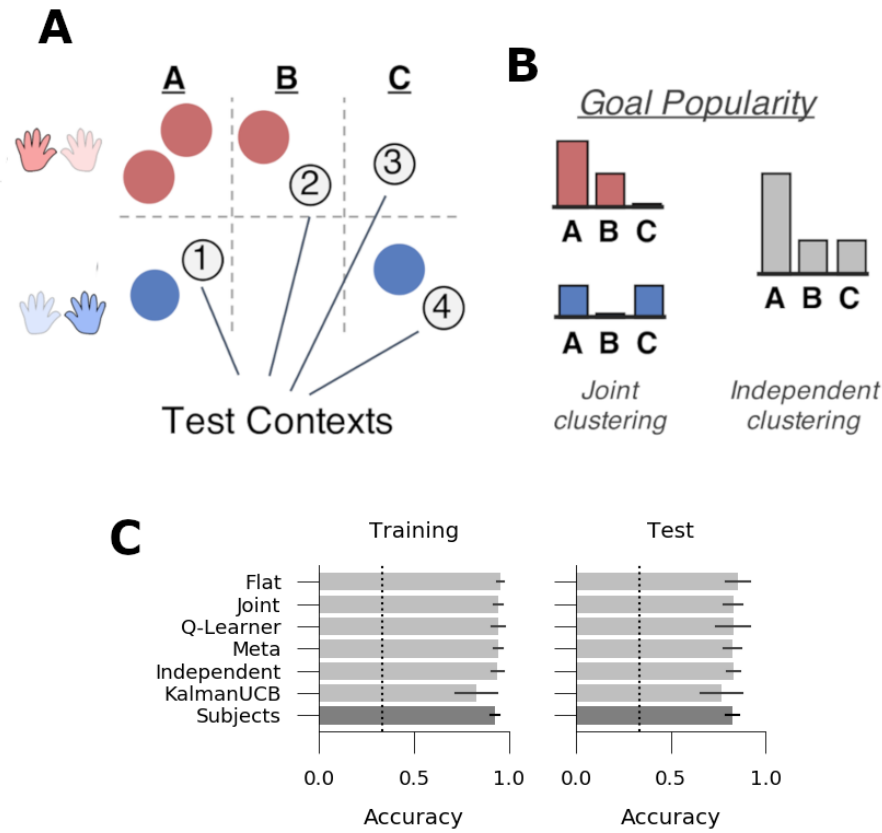 A
A B C
1
2
3
4
Test Contexts
B
Goal Popularity
A B C
A B C
A B C
Joint
clustering
Independent
clustering
C
Training
Test
Flat
Joint
Q-Learner
Meta
Independent
KalmanUCB
Subjects
0.0 0.5 1.0
0.0 0.5 1.0
Accuracy
Accuracy